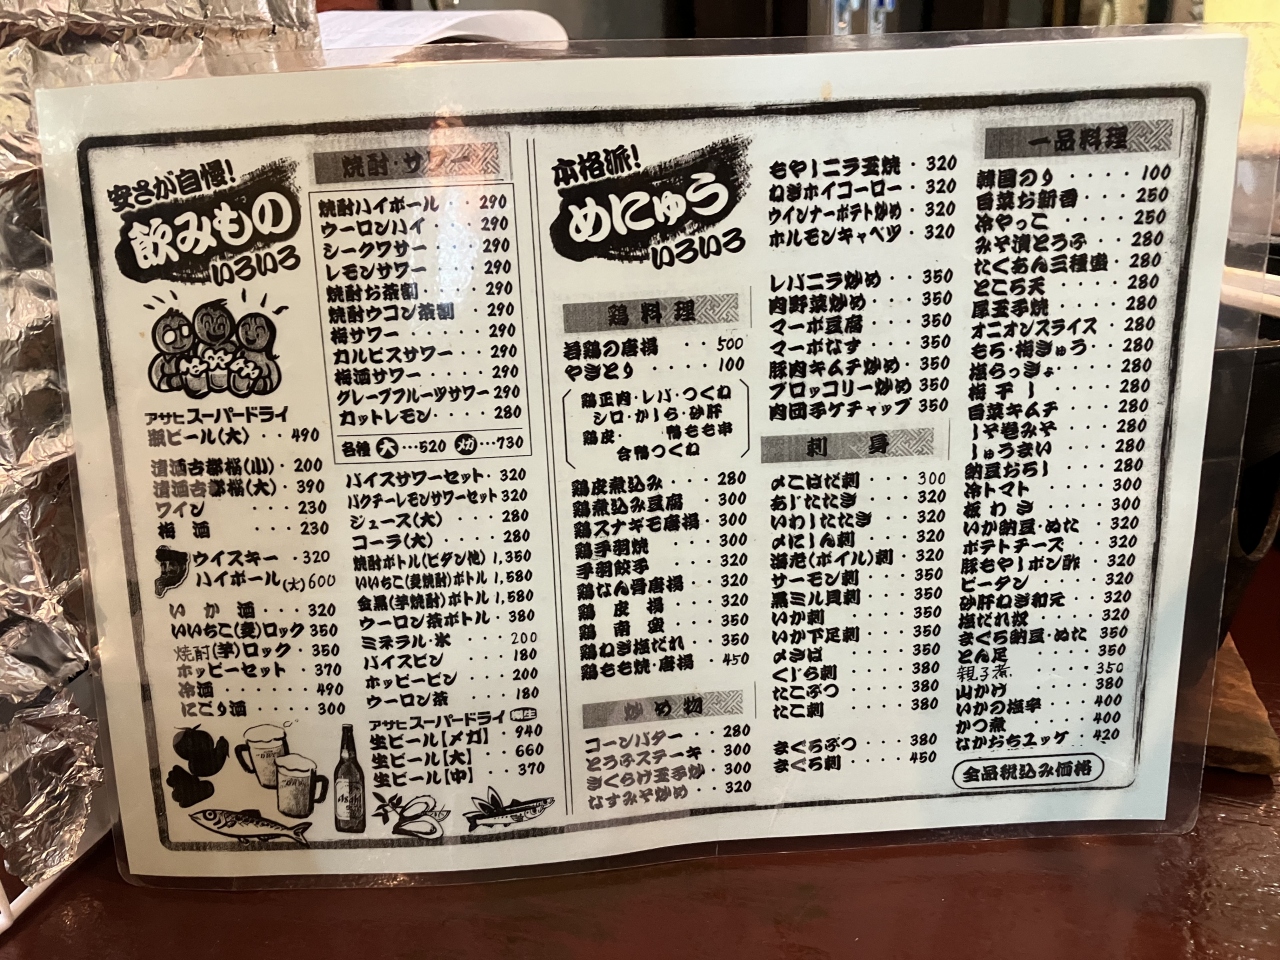 安さが自慢!
飲みもの
いろいろ
アサヒスーパードライ
瓶ビール(大)・・490
清酒古都桜(小)・200
清酒古都桜(大)・390
ワイン・・・・230
梅酒・・・・230
ウイスキー・・320
ハイボール(大)600
いか酒・・・320
いいちこ(麦)ロック350
焼酎(芋)ロック・350
ホッピーセット・・370
冷酒・・・・・490
にごり酒・・・300
焼酎・サワー
焼酎ハイボール・・290
ウーロンハイ・・・290
シークワサー・・・290
レモンサワー・・・290
焼酎お茶割・・・290
焼酎ウコン茶割・・290
梅サワー・・・・290
カルピスサワー・・290
梅酒サワー・・・290
グレープフルーツサワー290
カットレモン・・・280
各種 大・・・520 メガ・・・730
バイスサワーセット・320
パクチーレモンサワーセット320
ジュース(大)・・・280
コーラ(大)・・・・280
焼酎ボトル(ビダン他)1,350
いいちこ(麦焼酎)ボトル1,580
金黒(芋焼酎)ボトル1,580
ウーロン茶ボトル・・380
ミネラル・氷・・・200
バイスビン・・・・180
ホッピービン・・・200
ウーロン茶・・・・180
アサヒスーパードライ 樽生
生ビール【メガ】・・940
生ビール【大】・・660
生ビール【中】・・370
本格派!
めにゅう
いろいろ
鶏料理
若鶏の唐揚・・500
やきとり・・・・100
鶏正肉・レバ・つくね
シロ・かしら・砂肝
鶏皮・ 鴨もも串
合鴨つくね
鶏皮煮込み・・・280
鶏煮込み豆腐・・300
鶏スナギモ唐揚・300
鶏手羽焼・・・300
手羽餃子・・・320
鶏なん骨唐揚・・320
鶏皮揚・・・320
鶏南蛮・・・350
鶏ねぎ塩だれ・・350
鶏もも焼・唐揚・450
炒め物
コーンバター・・280
とうふステーキ・・300
きくらげ玉子炒・・300
なすみそ炒め・・320
もやしニラ玉焼・320
ねぎホイコーロー・320
ウインナーポテト炒め・320
ホルモンキャベツ・320
レバニラ炒め・・350
肉野菜炒め・・・350
マーボ豆腐・・・350
マーボなす・・・350
豚肉キムチ炒め・350
ブロッコリー炒め・350
肉団子ケチャップ350
刺身
〆こはだ刺・・・300
あじたたき・・・320
いわしたたき・・320
〆にしん刺・・・320
海老(ボイル)刺・320
サーモン刺・・・350
黒ミル貝刺・・・350
いか刺・・・・350
いか下足刺・・・350
〆さば・・・・350
くじら刺・・・・380
たこぶつ・・・・380
たこ刺・・・・380
まぐろぶつ・・・380
まぐろ刺・・・・450
一品料理
韓国のり・・・・100
白菜お新香・・・250
冷やっこ・・・・250
みそ漬とうふ・・280
たくあん三種盛・280
ところ天・・・・280
厚玉子焼・・・・280
オニオンスライス・280
もろ・梅きゅう・・280
塩らっきょ・・・280
梅干し・・・・280
白菜キムチ・・・280
しそ巻みそ・・・280
しゅうまい・・・280
納豆おろし・・・280
冷トマト・・・・300
板わさ・・・・300
いか納豆・ぬた・320
ポテトチーズ・・320
豚もやしポン酢・320
ピータン・・・・320
砂肝ねぎ和え・・320
塩だれ奴・・・・320
まぐろ納豆・ぬた 350
とん足・・・・350
親子煮・・・・350
山かけ・・・・380
いかの塩辛・・・400
かつ煮・・・・400
なかおちユッケ・・420
全品税込み価格